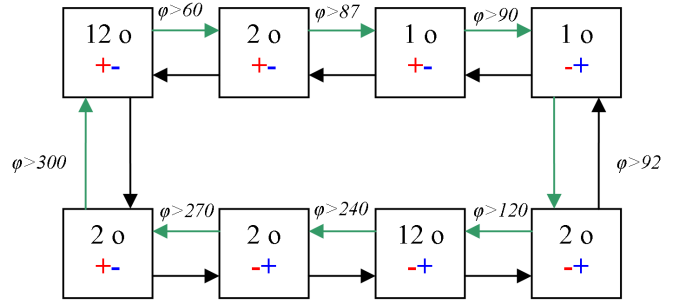 φ>60 φ>87 φ>90
12 o 2 o 1 o 1 o
+- +- +- -+
φ>300 φ>92
φ>270 φ>240 φ>120
2 o 2 o 12 o 2 o
+- -+ -+ -+